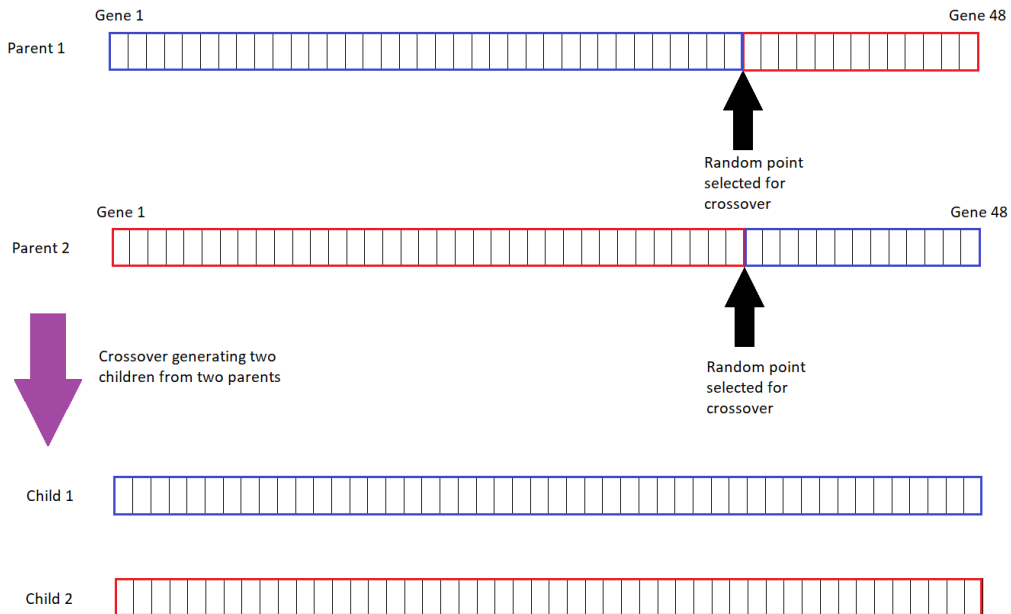 Gene 1
Gene 48
Parent 1
Random point
selected for
crossover
Gene 1
Gene 48
Parent 2
Crossover generating two
children from two parents
Random point
selected for
crossover
Child 1
Child 2